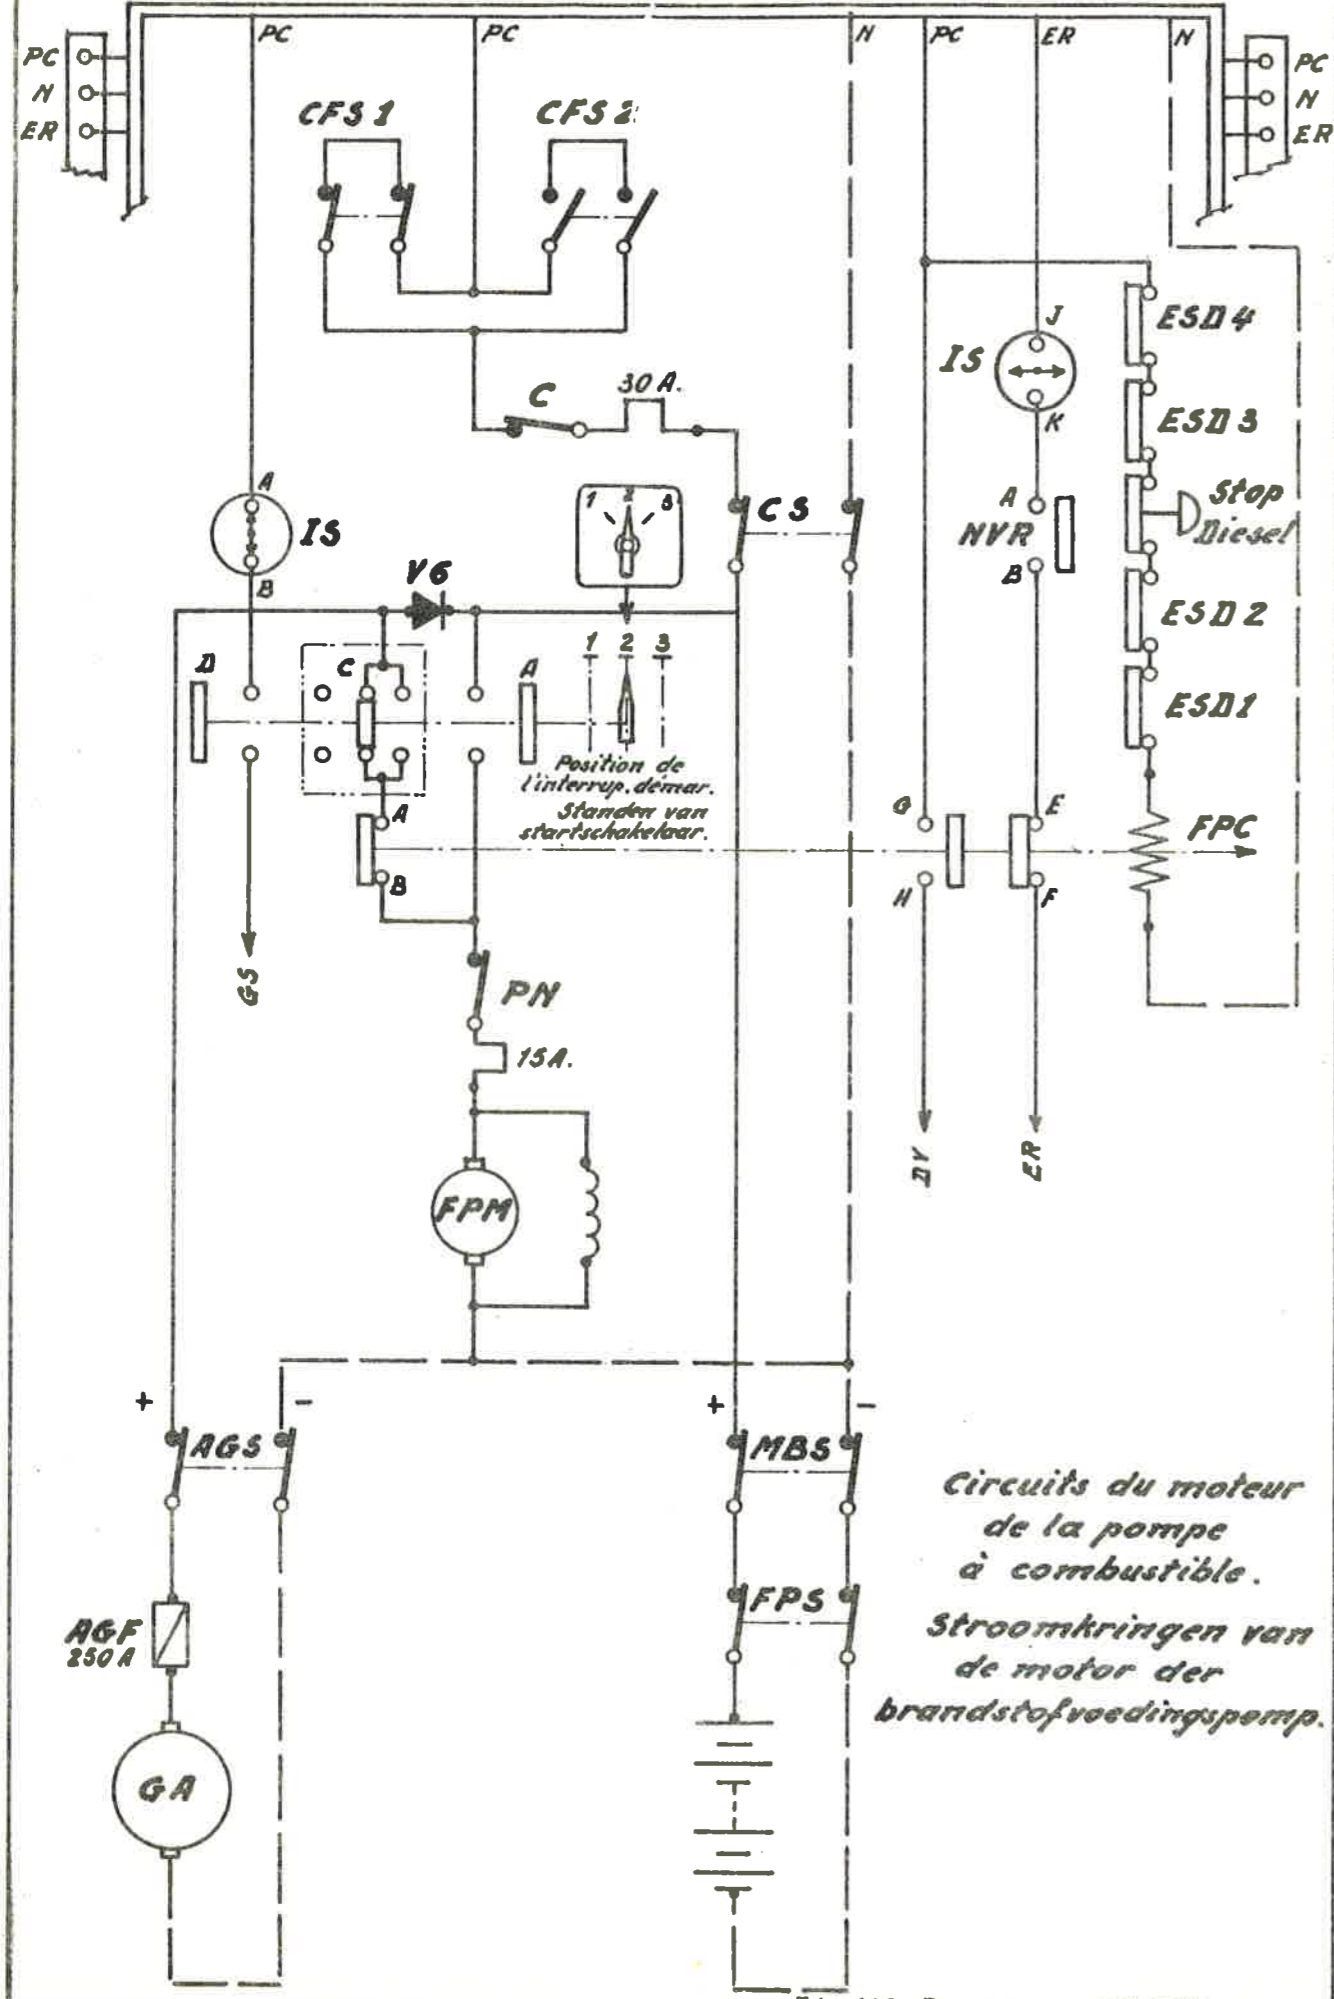 PC
PC
N
PC
ER
N
PC
N
ER
PC
N
ER
CFS 1
CFS 2
C
30 A.
J
IS
K
ESD 4
ESD 3
Stop
Diesel
ESD 2
ESD 1
A
IS
B
1 2 3
CS
A
NVR
B
V6
D
C
A
1 2 3
Position de
l'interrup. démar.
Standen van
startschakelaar.
A
B
G
H
E
F
FPC
GS
PN
15A.
DV
ER
FPM
+
-
AGS
+
-
MBS
FPS
AGF
250 A
GA
Circuits du moteur
de la pompe
à combustible.
Stroomkringen van
de motor der
brandstofvoedingspomp.